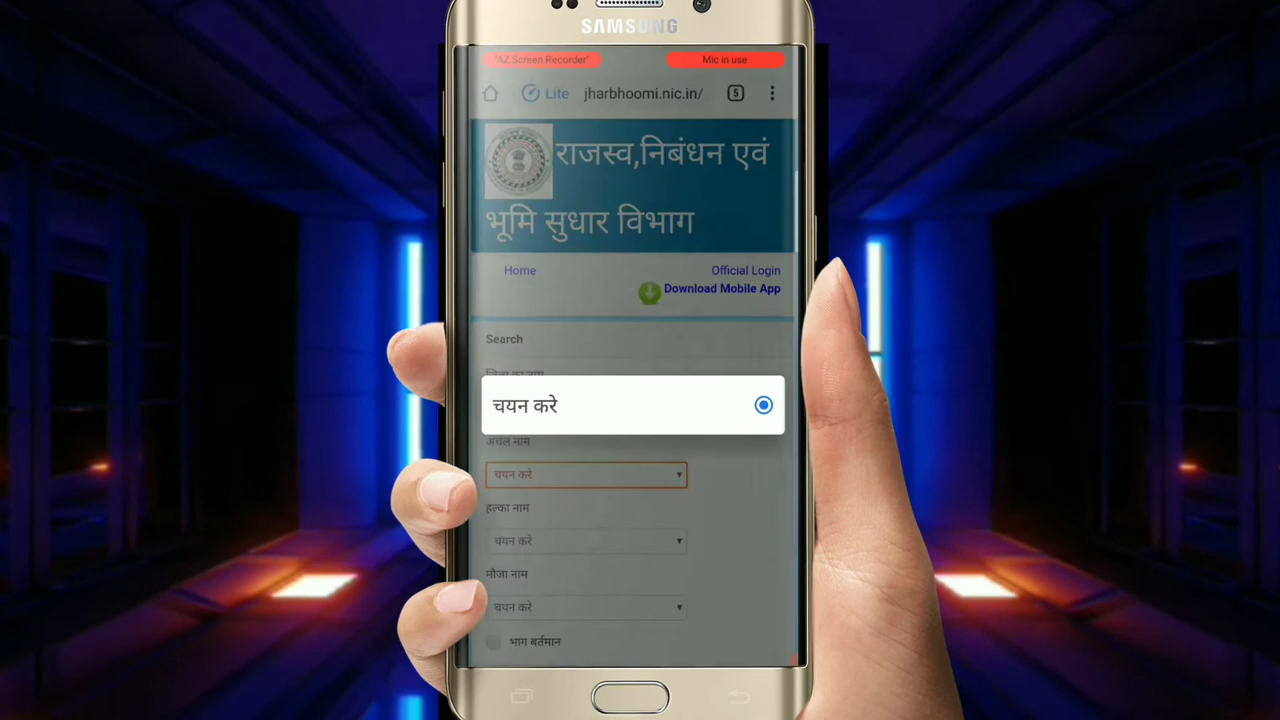 SAMSUNG
"AZ Screen Recorder"
Mic in use
Lite jharbhoomi.nic.in/ 5
राजस्व,निबंधन एवं
भूमि सुधार विभाग
Home
Official Login
Download Mobile App
Search
जिला का नाम
चयन करे
अंचल नाम
चयन करे
हल्का नाम
चयन करे
मौजा नाम
चयन करे
भाग बर्तमान